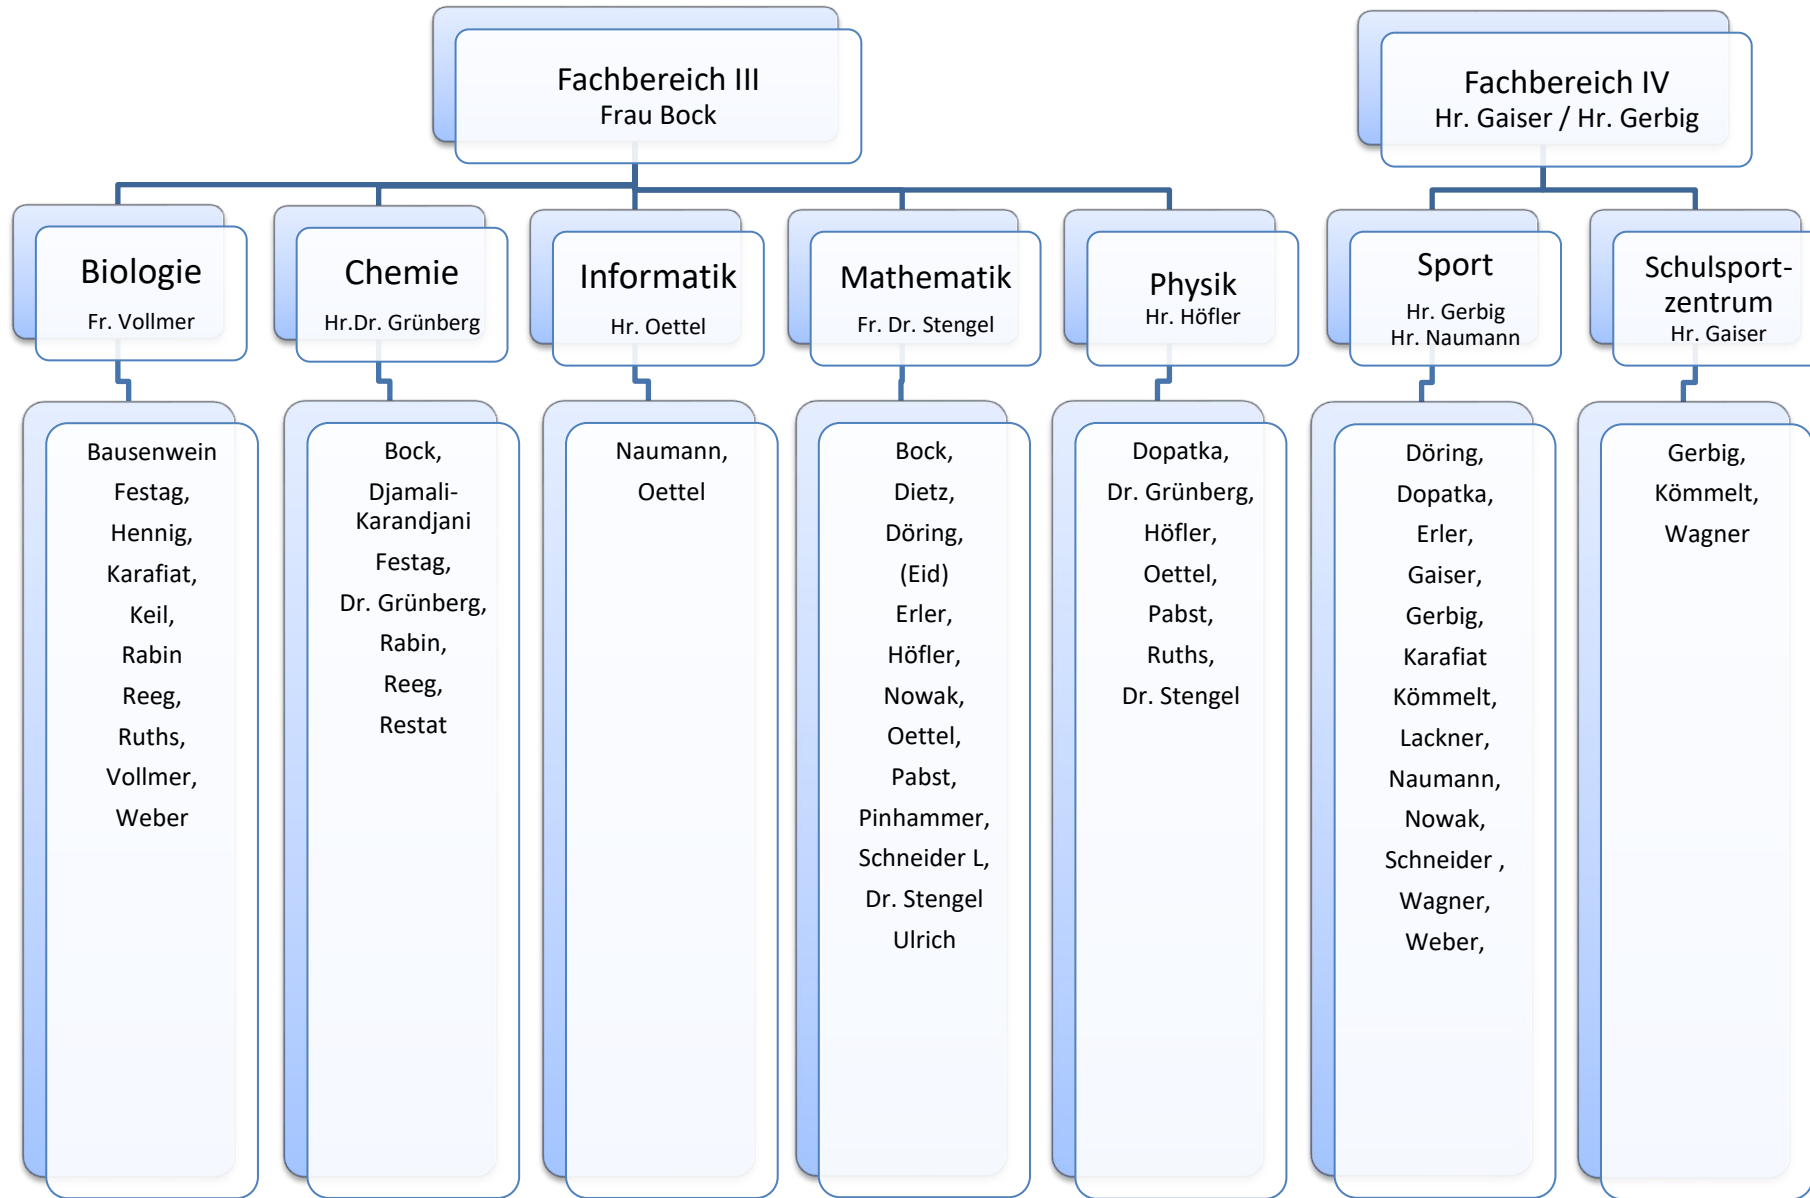 Fachbereich III
Frau Bock
Fachbereich IV
Hr. Gaiser / Hr. Gerbig
Biologie
Fr. Vollmer
Chemie
Hr.Dr. Grünberg
Informatik
Hr. Oettel
Mathematik
Fr. Dr. Stengel
Physik
Hr. Höfler
Sport
Hr. Gerbig
Hr. Naumann
Schulsport-
zentrum
Hr. Gaiser
Bausenwein
Festag,
Hennig,
Karafiat,
Keil,
Rabin
Reeg,
Ruths,
Vollmer,
Weber
Bock,
Djamali-
Karandjani
Festag,
Dr. Grünberg,
Rabin,
Reeg,
Restat
Naumann,
Oettel
Bock,
Dietz,
Döring,
(Eid)
Erler,
Höfler,
Nowak,
Oettel,
Pabst,
Pinhammer,
Schneider L,
Dr. Stengel
Ulrich
Dopatka,
Dr. Grünberg,
Höfler,
Oettel,
Pabst,
Ruths,
Dr. Stengel
Döring,
Dopatka,
Erler,
Gaiser,
Gerbig,
Karafiat
Kömmelt,
Lackner,
Naumann,
Nowak,
Schneider ,
Wagner,
Weber,
Gerbig,
Kömmelt,
Wagner